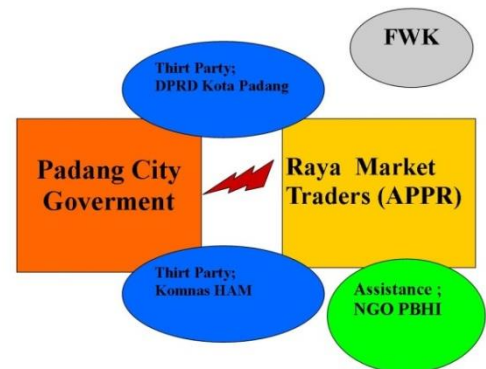 FWK
Thirt Party;
DPRD Kota Padang
Padang City
Goverment
Raya Market
Traders (APPR)
Thirt Party;
Komnas HAM
Assistance ;
NGO PBHI